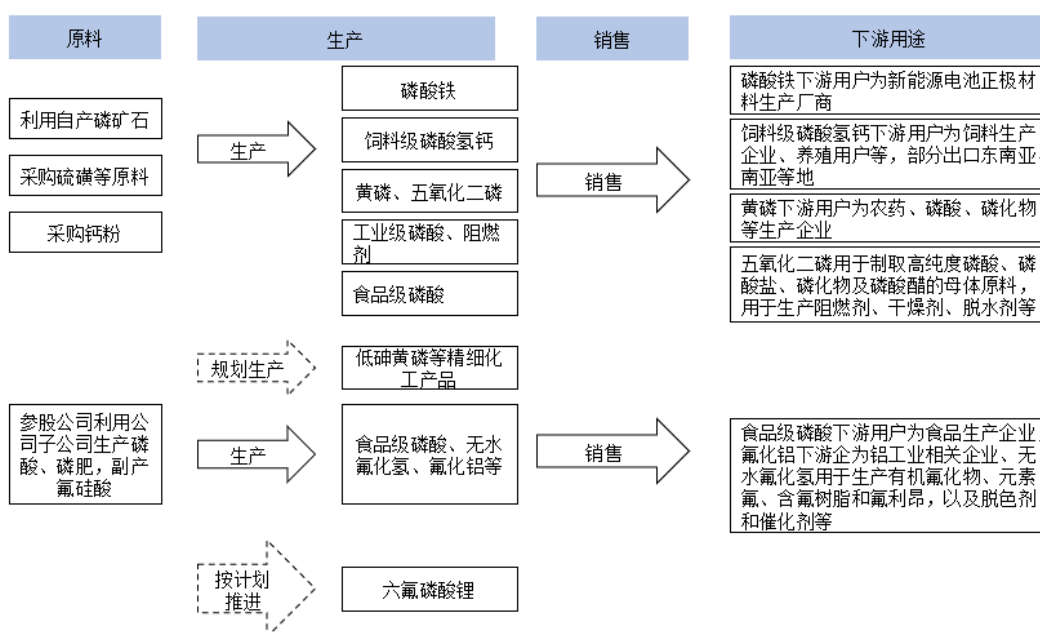 原料
生产
销售
下游用途
利用自产磷矿石
采购硫磺等原料
采购钙粉
生产
磷酸铁
饲料级磷酸氢钙
黄磷、五氧化二磷
工业级磷酸、阻燃
剂
食品级磷酸
销售
磷酸铁下游用户为新能源电池正极材
料生产厂商
饲料级磷酸氢钙下游用户为饲料生产
企业、养殖用户等，部分出口东南亚、
南亚等地
黄磷下游用户为农药、磷酸、磷化物
等生产企业
五氧化二磷用于制取高纯度磷酸、磷
酸盐、磷化物及磷酸醋的母体原料，
用于生产阻燃剂、干燥剂、脱水剂等
规划生产
低砷黄磷等精细化
工产品
参股公司利用公
司子公司生产磷
酸、磷肥，副产
氟硅酸
生产
食品级磷酸、无水
氟化氢、氟化铝等
销售
食品级磷酸下游用户为食品生产企业，
氟化铝下游企为铝工业相关企业、无
水氟化氢用于生产有机氟化物、元素
氟、含氟树脂和氟利昂，以及脱色剂
和催化剂等
按计划
推进
六氟磷酸锂